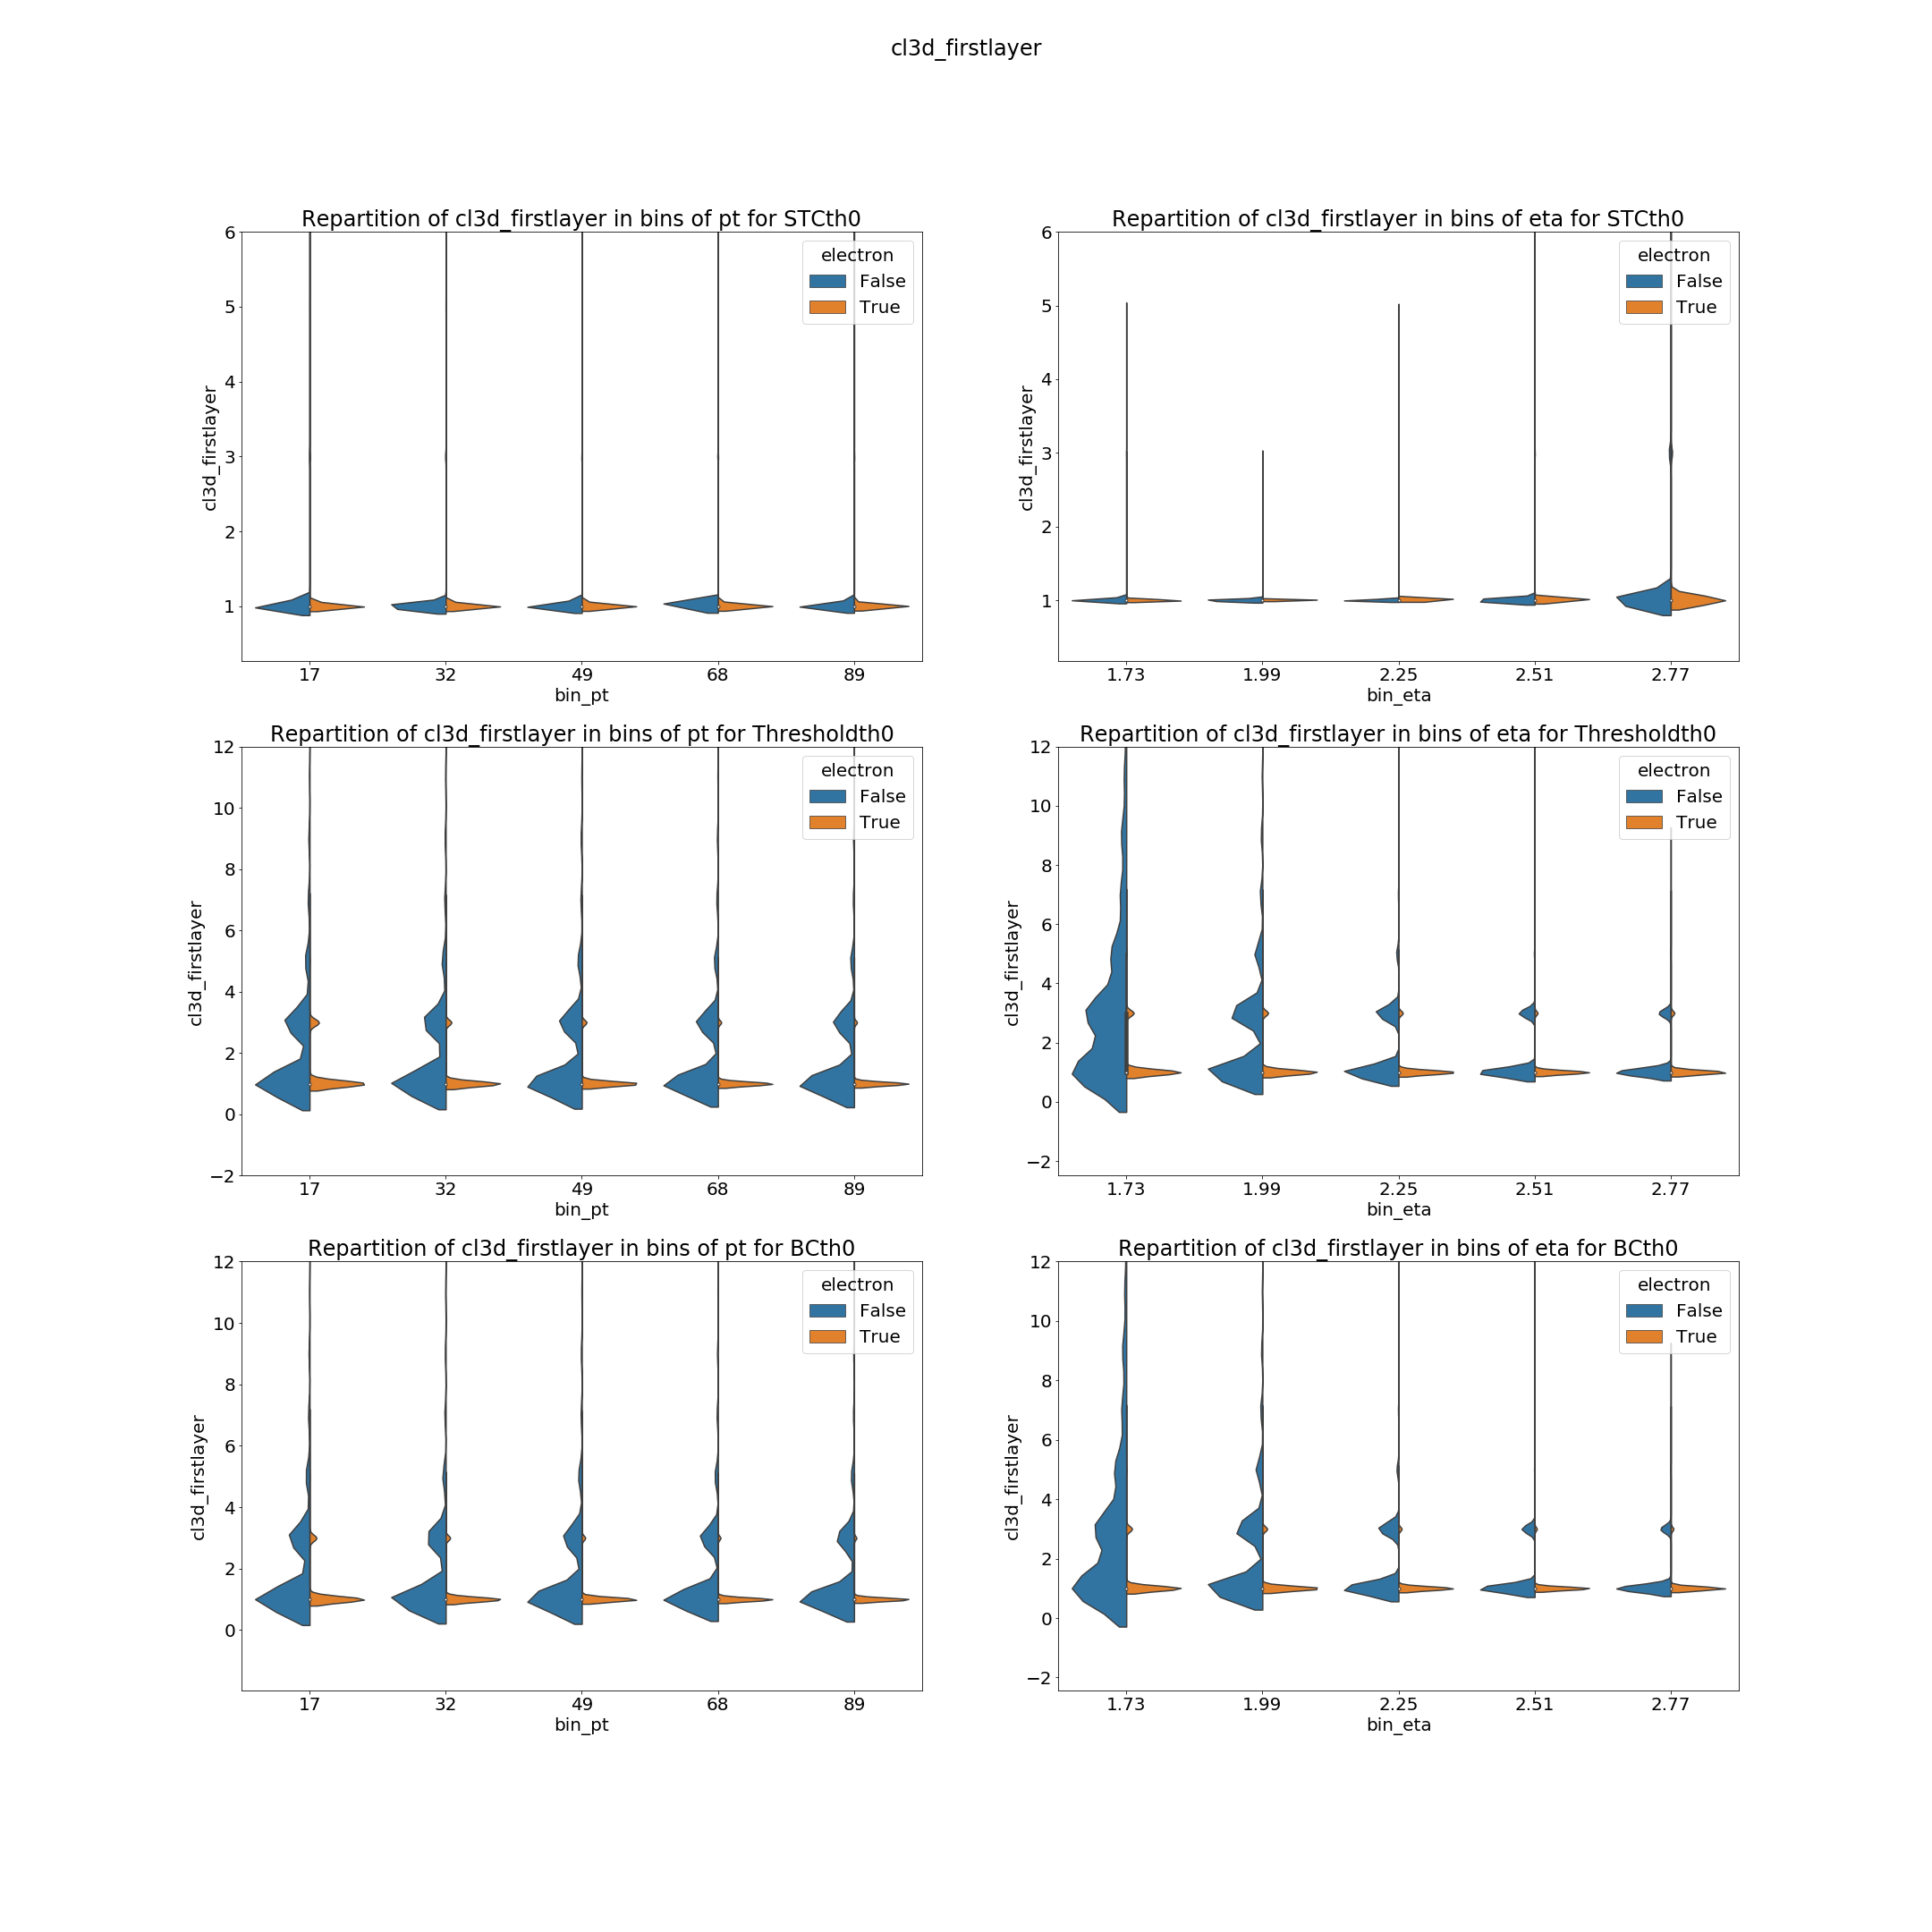 cl3d_firstlayer
Repartition of cl3d_firstlayer in bins of pt for STCth0
6
5
4
3
2
1
cl3d_firstlayer
electron
False
True
17 32 49 68 89
bin_pt
Repartition of cl3d_firstlayer in bins of eta for STCth0
6
5
4
3
2
1
cl3d_firstlayer
electron
False
True
1.73 1.99 2.25 2.51 2.77
bin_eta
Repartition of cl3d_firstlayer in bins of pt for Thresholdth0
12
10
8
6
4
2
0
−2
cl3d_firstlayer
electron
False
True
17 32 49 68 89
bin_pt
Repartition of cl3d_firstlayer in bins of eta for Thresholdth0
12
10
8
6
4
2
0
−2
cl3d_firstlayer
electron
False
True
1.73 1.99 2.25 2.51 2.77
bin_eta
Repartition of cl3d_firstlayer in bins of pt for BCth0
12
10
8
6
4
2
0
cl3d_firstlayer
electron
False
True
17 32 49 68 89
bin_pt
Repartition of cl3d_firstlayer in bins of eta for BCth0
12
10
8
6
4
2
0
−2
cl3d_firstlayer
electron
False
True
1.73 1.99 2.25 2.51 2.77
bin_eta